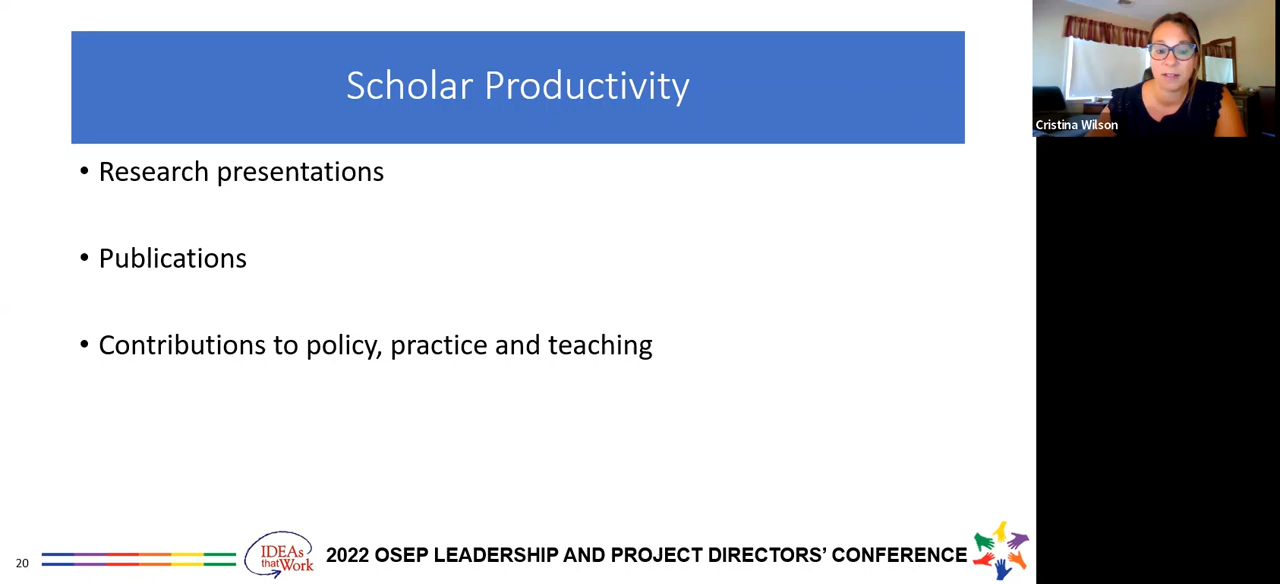 Scholar Productivity
Cristina Wilson
• Research presentations
• Publications
• Contributions to policy, practice and teaching
20
IDEAs
that Work
2022 OSEP LEADERSHIP AND PROJECT DIRECTORS’ CONFERENCE